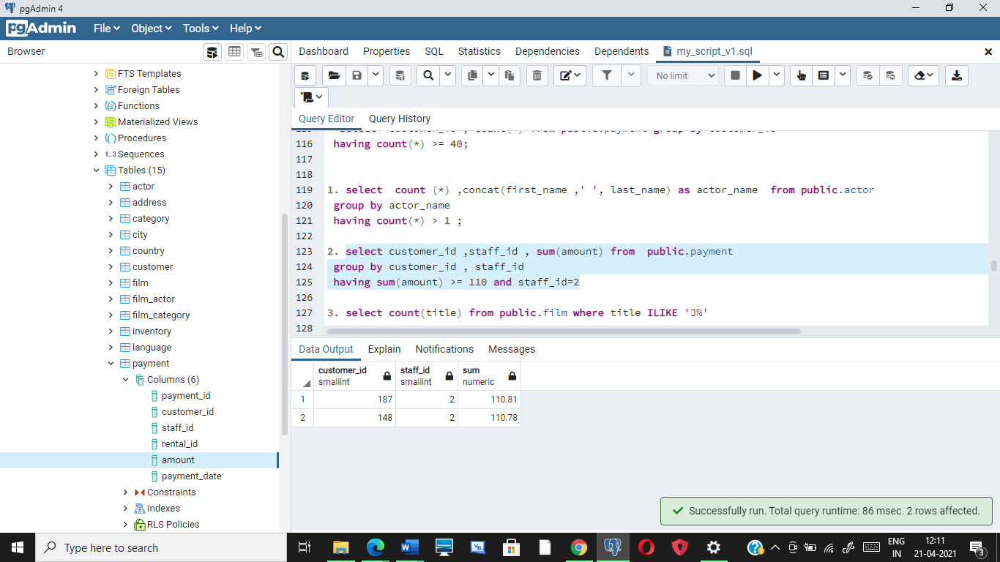 pgAdmin 4
pgAdmin File Object Tools Help
Browser
Dashboard Properties SQL Statistics Dependencies Dependents my_script_v1.sql
No limit
Query Editor Query History
FTS Templates
Foreign Tables
Functions
Materialized Views
Procedures
1..3 Sequences
Tables (15)
actor
address
category
city
country
customer
film
film_actor
film_category
inventory
language
payment
Columns (6)
payment_id
customer_id
staff_id
rental_id
amount
payment_date
Constraints
Indexes
RLS Policies
116 having count(*) >= 40;
117
118
119 1. select count (*) ,concat(first_name ,' ', last_name) as actor_name from public.actor
120 group by actor_name
121 having count(*) > 1 ;
122
123 2. select customer_id ,staff_id , sum(amount) from public.payment
124 group by customer_id , staff_id
125 having sum(amount) >= 110 and staff_id=2
126
127 3. select count(title) from public.film where title ILIKE 'J%'
128
Data Output Explain Notifications Messages
customer_id staff_id sum
smallint smallint numeric
1 187 2 110.81
2 148 2 110.78
Successfully run. Total query runtime: 86 msec. 2 rows affected.
Type here to search
ENG 12:11
IN 21-04-2021
3